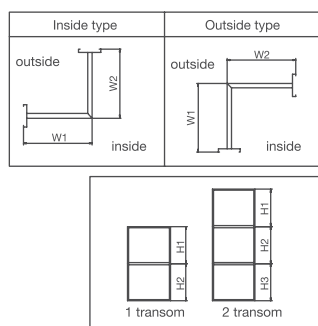 Inside type
Outside type
outside
W2
W1
inside
outside
W2
W1
inside
H1
H2
1 transom
H1
H2
H3
2 transom